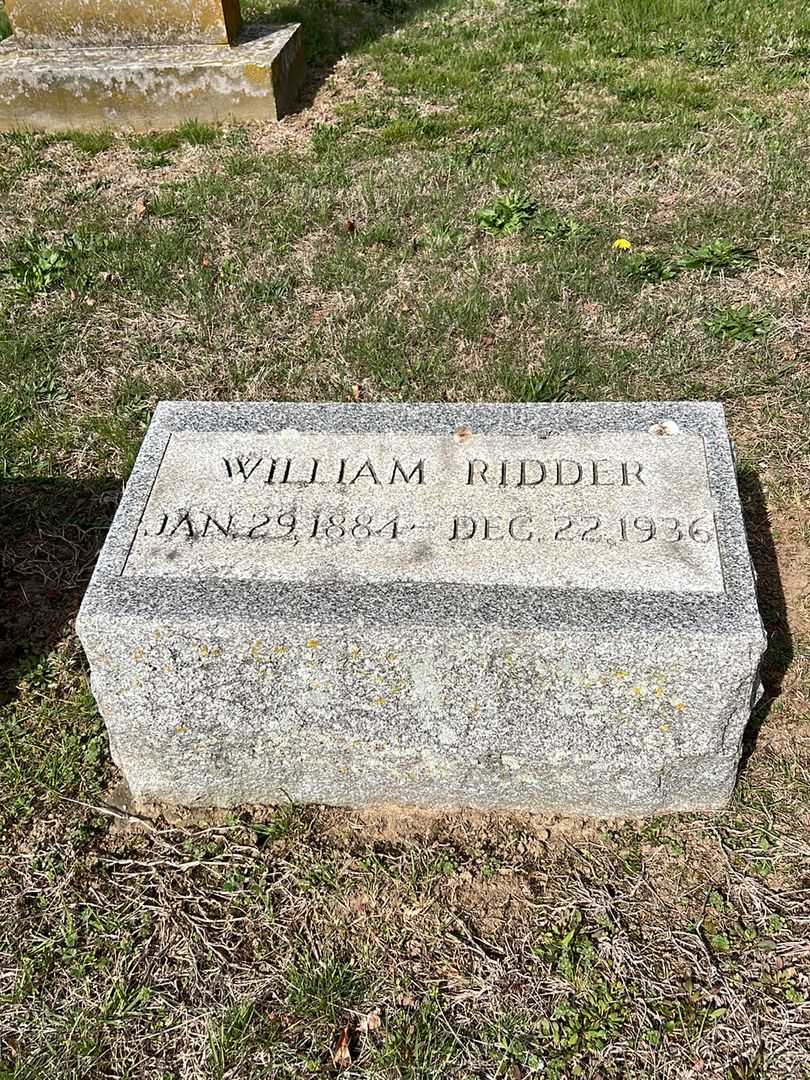 WILLIAM RIDDER
JAN. 29, 1884 - DEC. 22, 1936